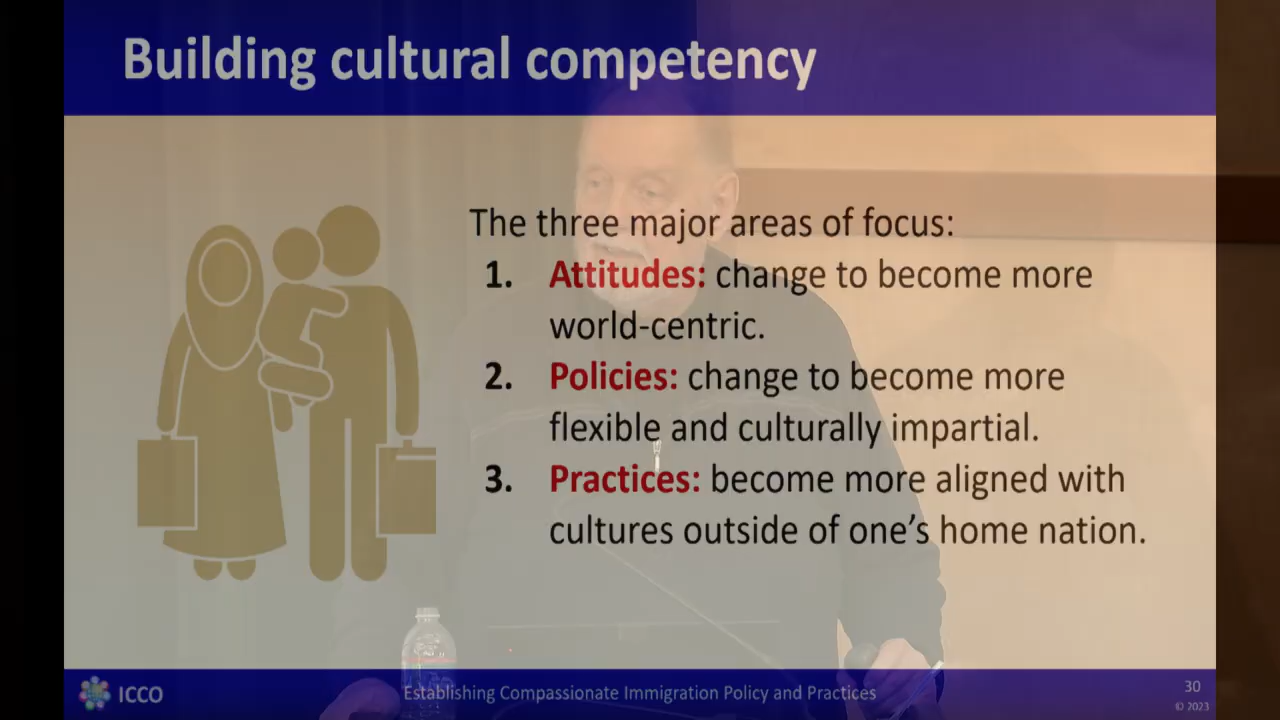 Building cultural competency
The three major areas of focus:
1. Attitudes: change to become more
world-centric.
2. Policies: change to become more
flexible and culturally impartial.
3. Practices: become more aligned with
cultures outside of one’s home nation.
ICCO
Establishing Compassionate Immigration Policy and Practices
30
© 2023